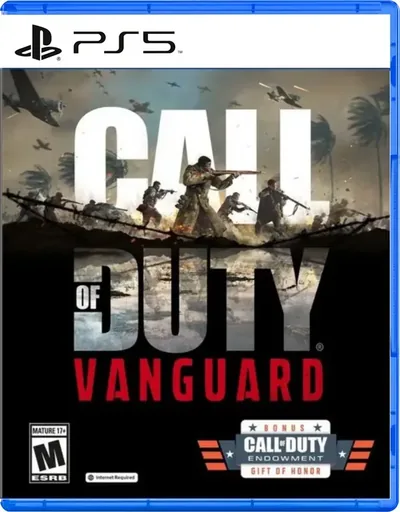 PS5
CALL
OF DUTY
VANGUARD
MATURE 17+
M
ESRB
Internet Required
BONUS
CALL OF DUTY
ENDOWMENT
GIFT OF HONOR